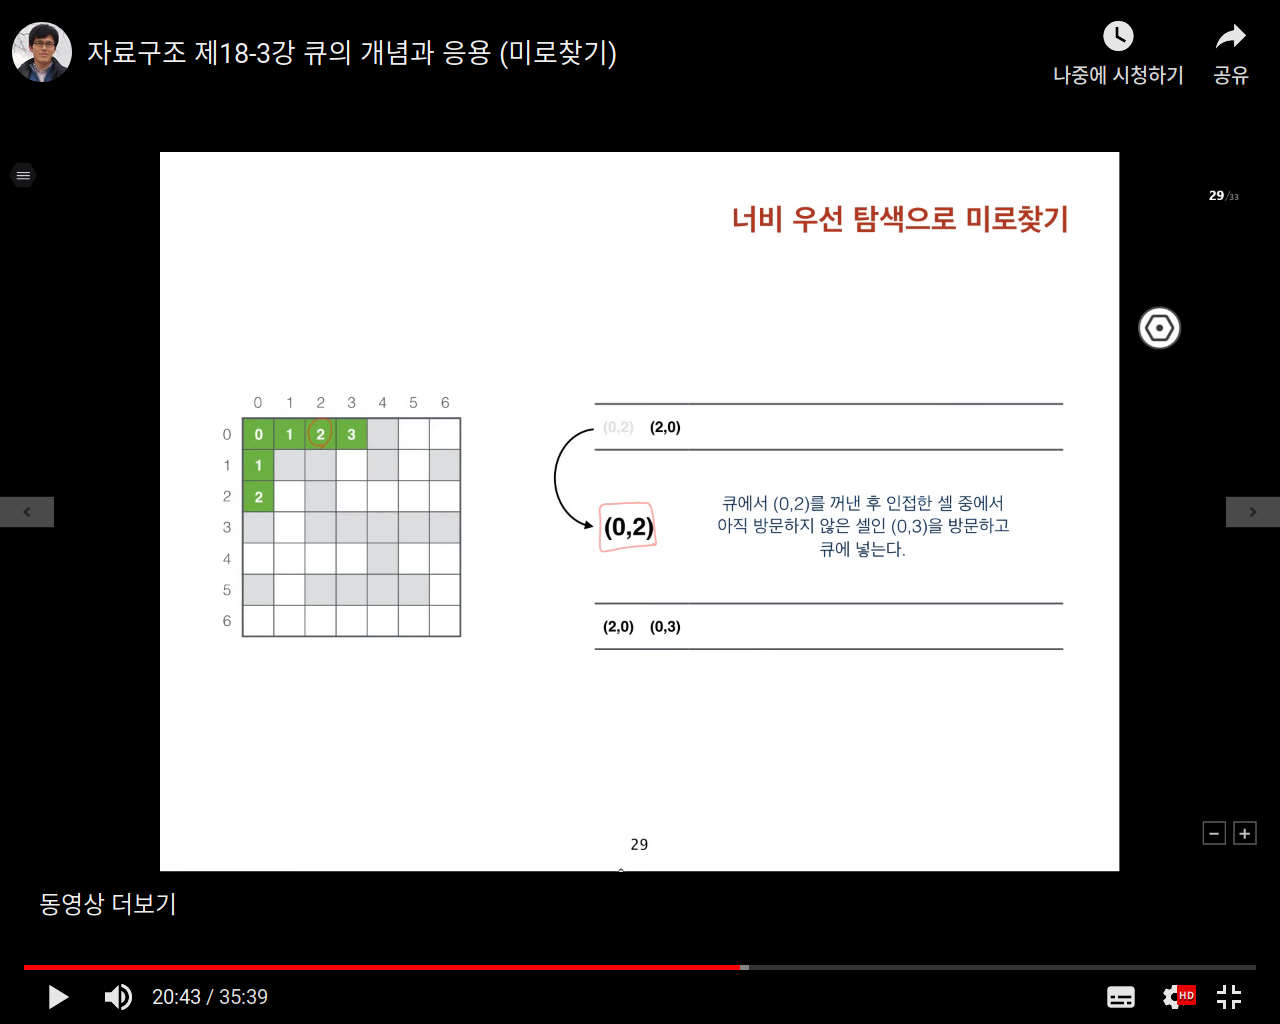 자료구조 제18-3강 큐의 개념과 응용 (미로찾기)
나중에 시청하기
공유
29/33
너비 우선 탐색으로 미로찾기
0 1 2 3 4 5 6
0 0 1 2 3
1 1
2 2
3
4
5
6
(0,2) (2,0)
(0,2)
큐에서 (0,2)를 꺼낸 후 인접한 셀 중에서
아직 방문하지 않은 셀인 (0,3)을 방문하고
큐에 넣는다.
(2,0) (0,3)
29
동영상 더보기
20:43 / 35:39
HD